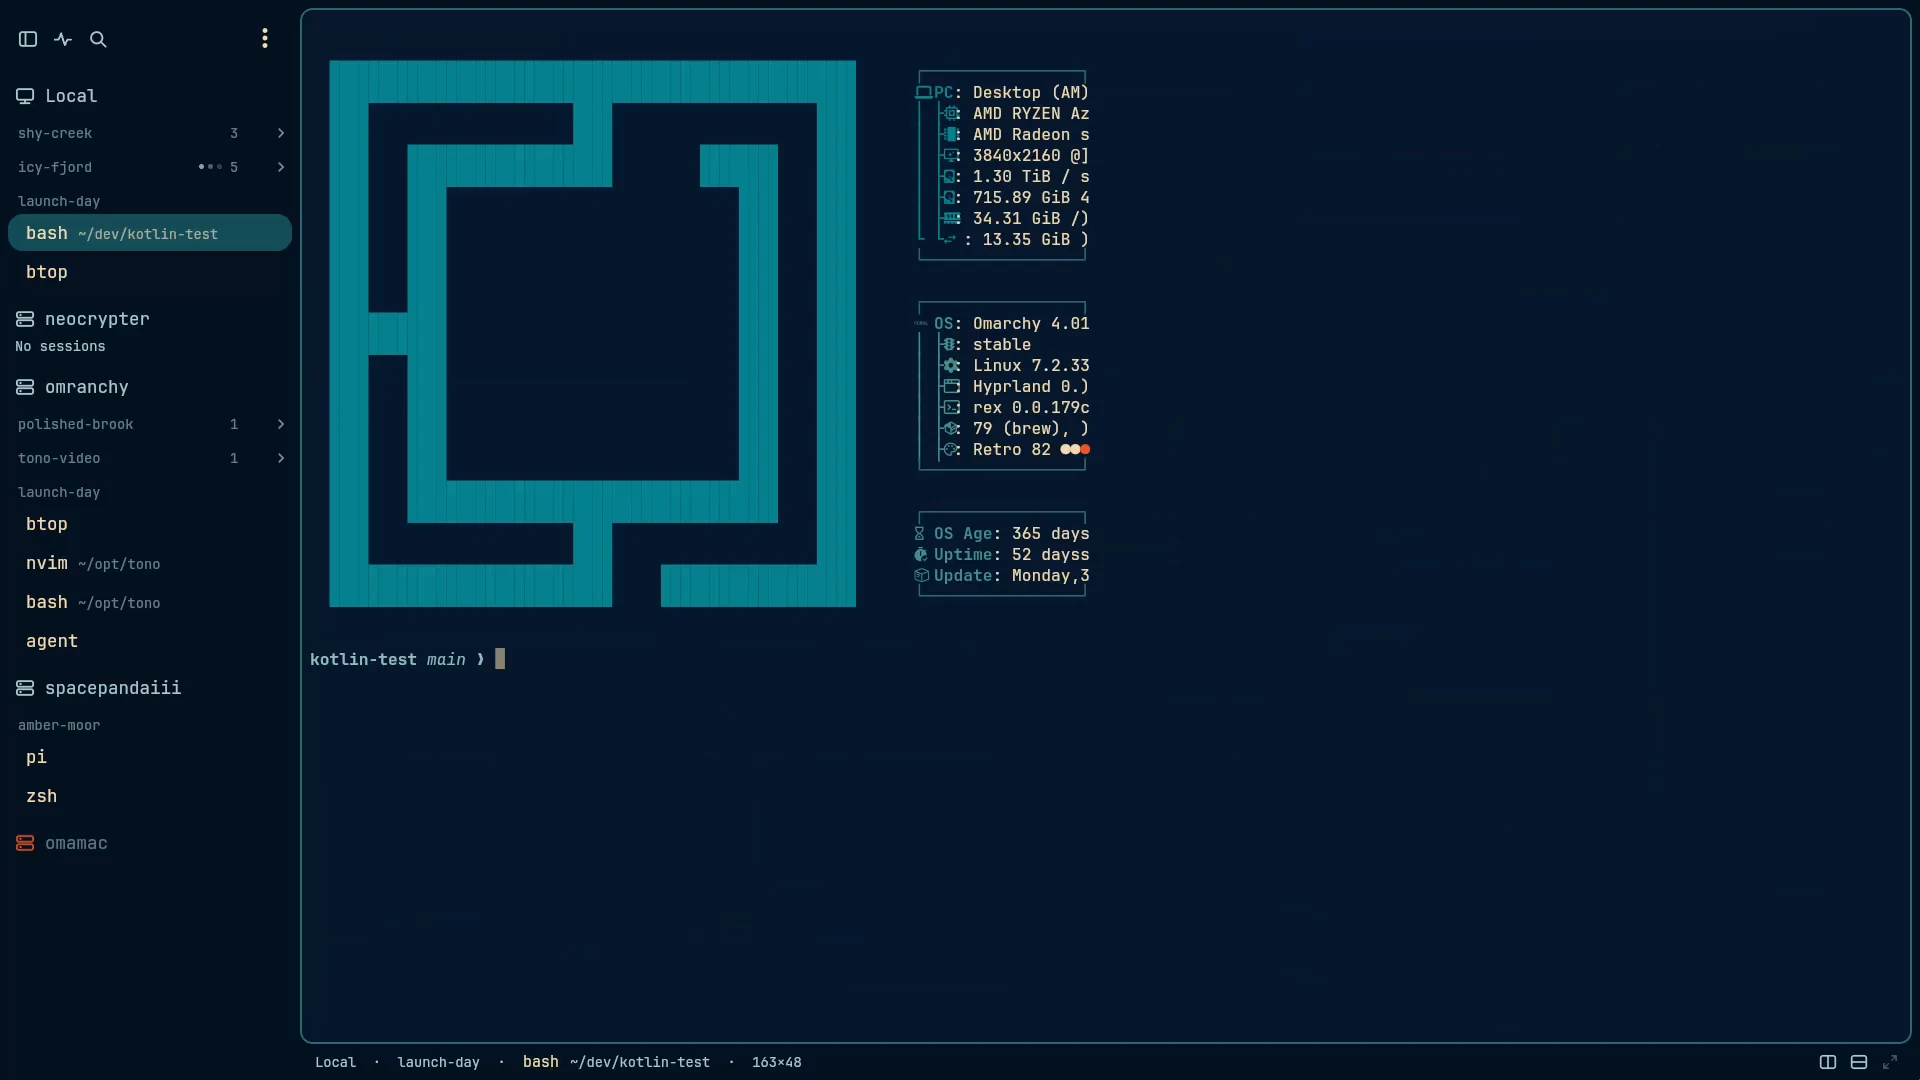 Local
shy-creek 3
icy-fjord 5
launch-day
bash ~/dev/kotlin-test
btop
neocrypter
No sessions
omranchy
polished-brook 1
tono-video 1
launch-day
btop
nvim ~/opt/tono
bash ~/opt/tono
agent
spacepandaiii
amber-moor
pi
zsh
omamac
PC: Desktop (AM)
: AMD RYZEN Az
: AMD Radeon s
: 3840x2160 @]
: 1.30 TiB / s
: 715.89 GiB 4
: 34.31 GiB /)
: 13.35 GiB )
OS: Omarchy 4.01
: stable
: Linux 7.2.33
: Hyprland 0.)
: rex 0.0.179c
: 79 (brew), )
: Retro 82
OS Age: 365 days
Uptime: 52 dayss
Update: Monday,3
kotlin-test main ❱
Local · launch-day · bash ~/dev/kotlin-test · 163×48